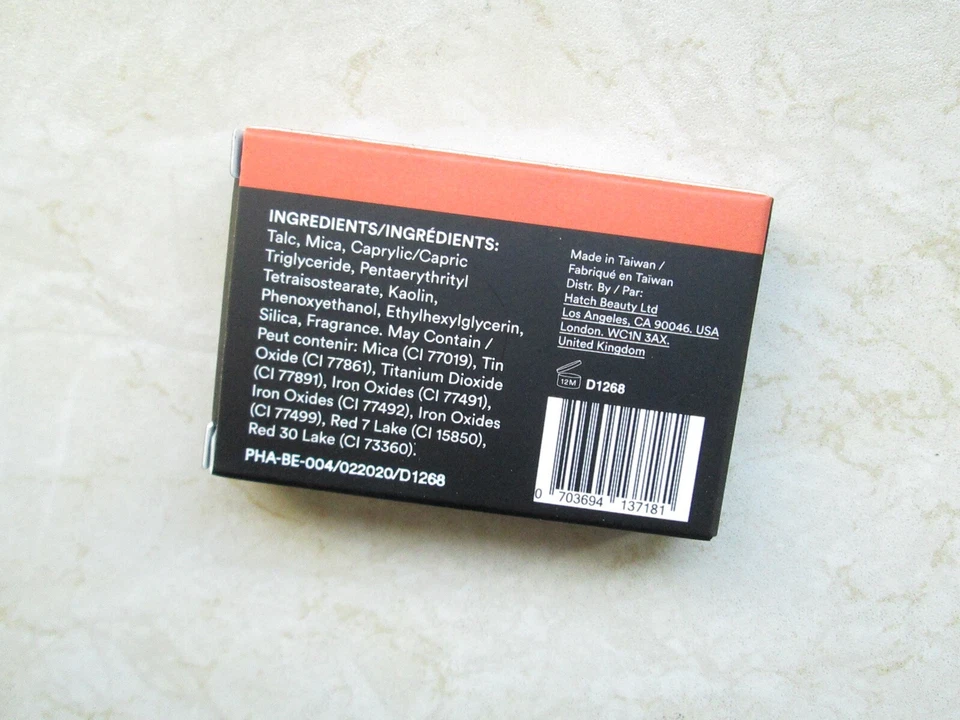 INGREDIENTS/INGRÉDIENTS:
Talc, Mica, Caprylic/Capric
Triglyceride, Pentaerythrityl
Tetraisostearate, Kaolin,
Phenoxyethanol, Ethylhexylglycerin,
Silica, Fragrance. May Contain /
Peut contenir: Mica (CI 77019), Tin
Oxide (CI 77861), Titanium Dioxide
(CI 77891), Iron Oxides (CI 77491),
Iron Oxides (CI 77492), Iron Oxides
(CI 77499), Red 7 Lake (CI 15850),
Red 30 Lake (CI 73360).
PHA-BE-004/022020/D1268
Made in Taiwan /
Fabriqué en Taïwan
Distr. By / Par:
Hatch Beauty Ltd
Los Angeles, CA 90046. USA
London. WC1N 3AX.
United Kingdom
12M D1268
0 703694 137181